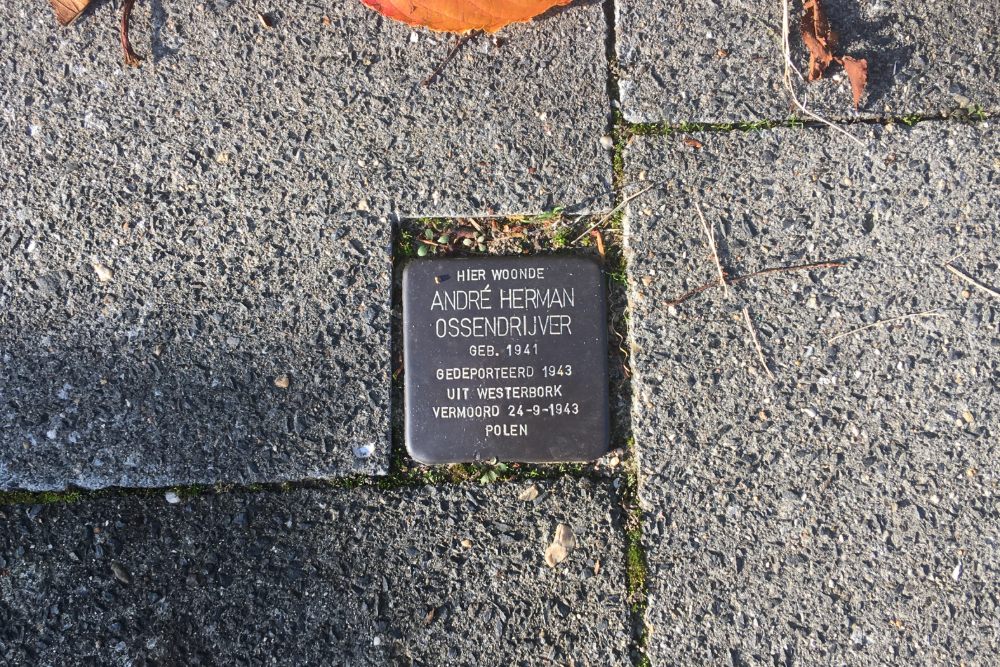 HIER WOONDE
ANDRÉ HERMAN
OSSENDRIJVER
GEB. 1941
GEDEPORTEERD 1943
UIT WESTERBORK
VERMOORD 24-9-1943
POLEN